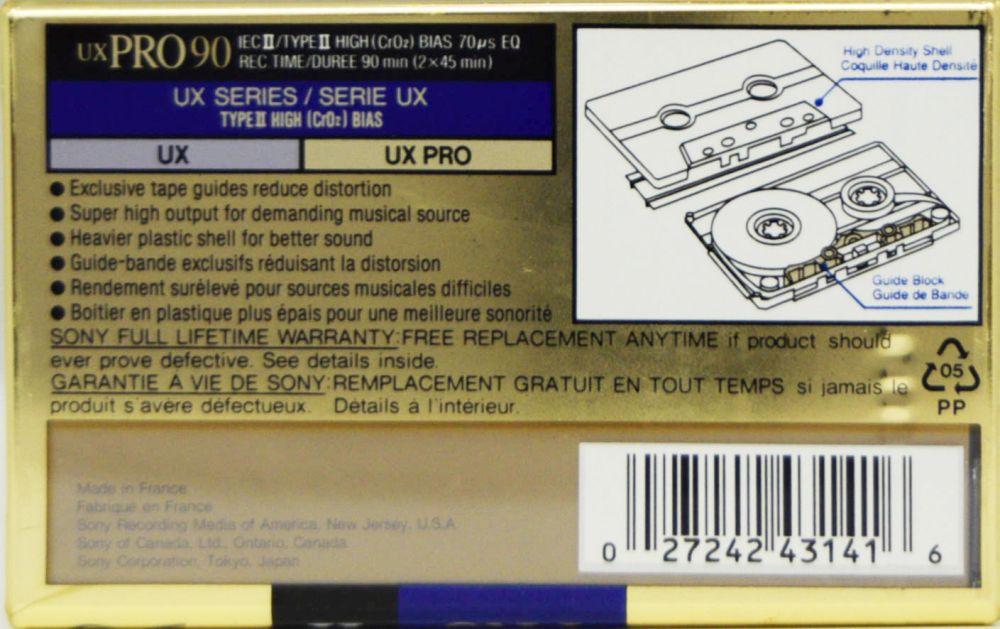 UX PRO 90 IECII/TYPEII HIGH (CrO2) BIAS 70µs EQ
REC TIME/DUREE 90 min (2×45 min)
UX SERIES / SERIE UX
TYPEII HIGH (CrO2) BIAS
UX UX PRO
● Exclusive tape guides reduce distortion
● Super high output for demanding musical source
● Heavier plastic shell for better sound
● Guide-bande exclusifs réduisant la distorsion
● Rendement surélevé pour sources musicales difficiles
● Boitier en plastique plus épais pour une meilleure sonorité
High Density Shell
Coquille Haute Densité
Guide Block
Guide de Bande
SONY FULL LIFETIME WARRANTY:FREE REPLACEMENT ANYTIME if product should
ever prove defective. See details inside.
GARANTIE A VIE DE SONY:REMPLACEMENT GRATUIT EN TOUT TEMPS si jamais le
produit s'avère défectueux. Détails à l'intérieur.
05
PP
Made in France
Fabriqué en France
Sony Recording Media of America, New Jersey, U.S.A.
Sony of Canada, Ltd., Ontario, Canada
Sony Corporation, Tokyo, Japan
0 27242 43141 6